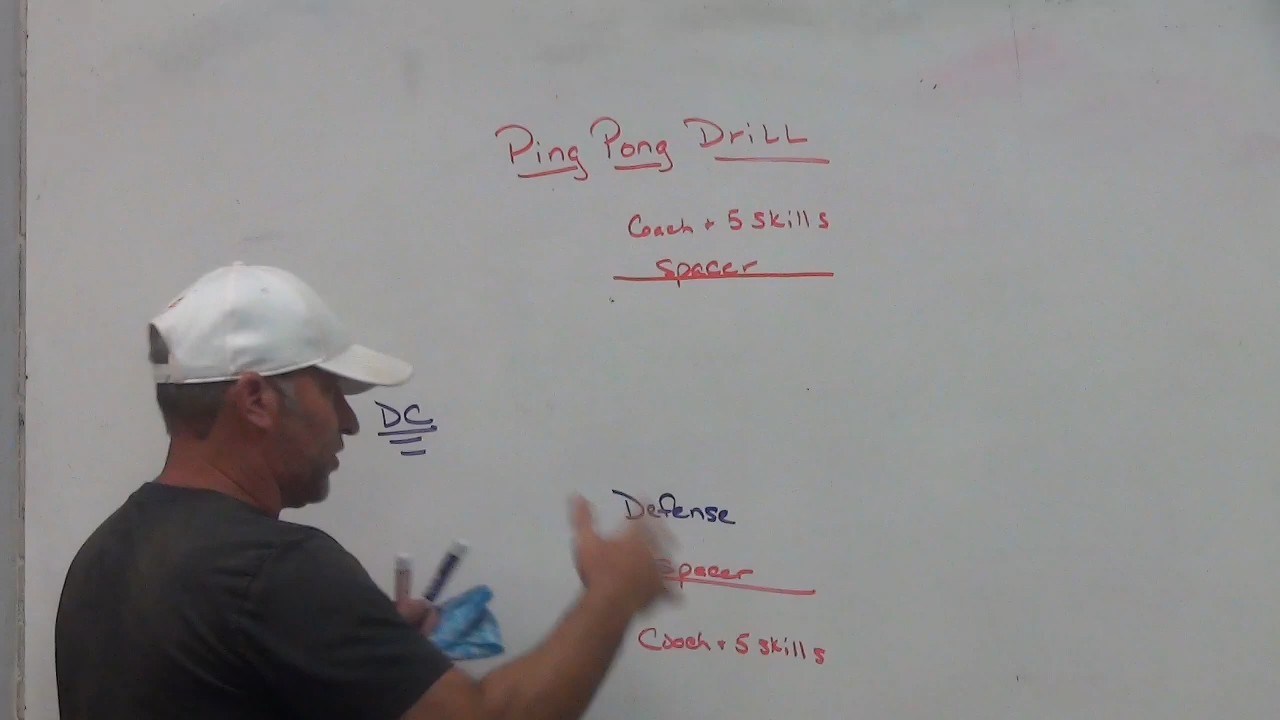 Ping Pong Drill
Coach + 5 skills
Spacer
DC
Defense
Spacer
Coach + 5 skills